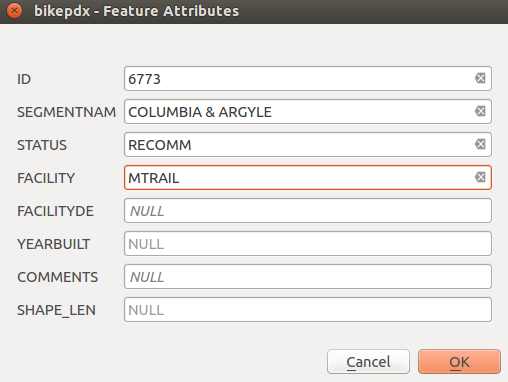 bikepdx - Feature Attributes
ID 6773
SEGMENTNAM COLUMBIA & ARGYLE
STATUS RECOMM
FACILITY MTRAIL
FACILITYDE NULL
YEARBUILT NULL
COMMENTS NULL
SHAPE_LEN NULL
Cancel OK